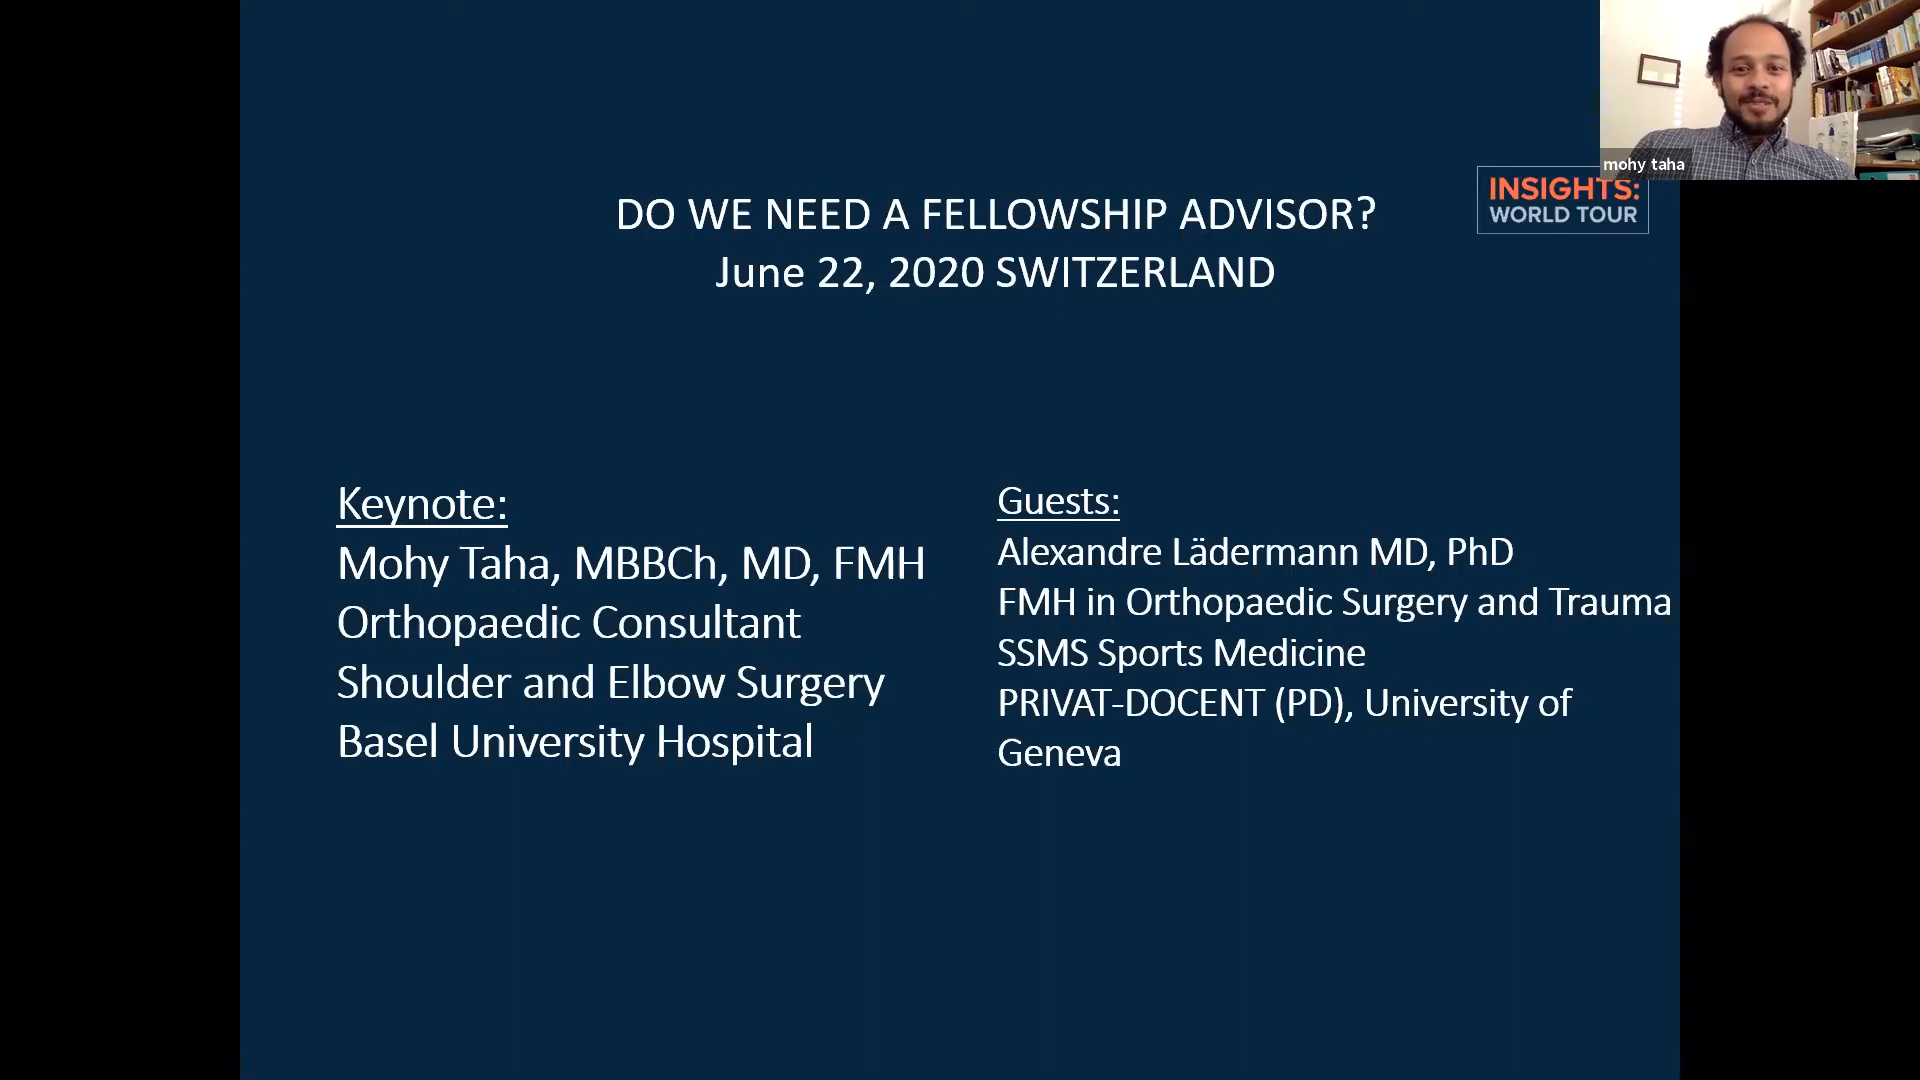 mohy taha
INSIGHTS:
WORLD TOUR
DO WE NEED A FELLOWSHIP ADVISOR?
June 22, 2020 SWITZERLAND
Keynote:
Mohy Taha, MBBCh, MD, FMH
Orthopaedic Consultant
Shoulder and Elbow Surgery
Basel University Hospital
Guests:
Alexandre Lädermann MD, PhD
FMH in Orthopaedic Surgery and Trauma
SSMS Sports Medicine
PRIVAT-DOCENT (PD), University of
Geneva